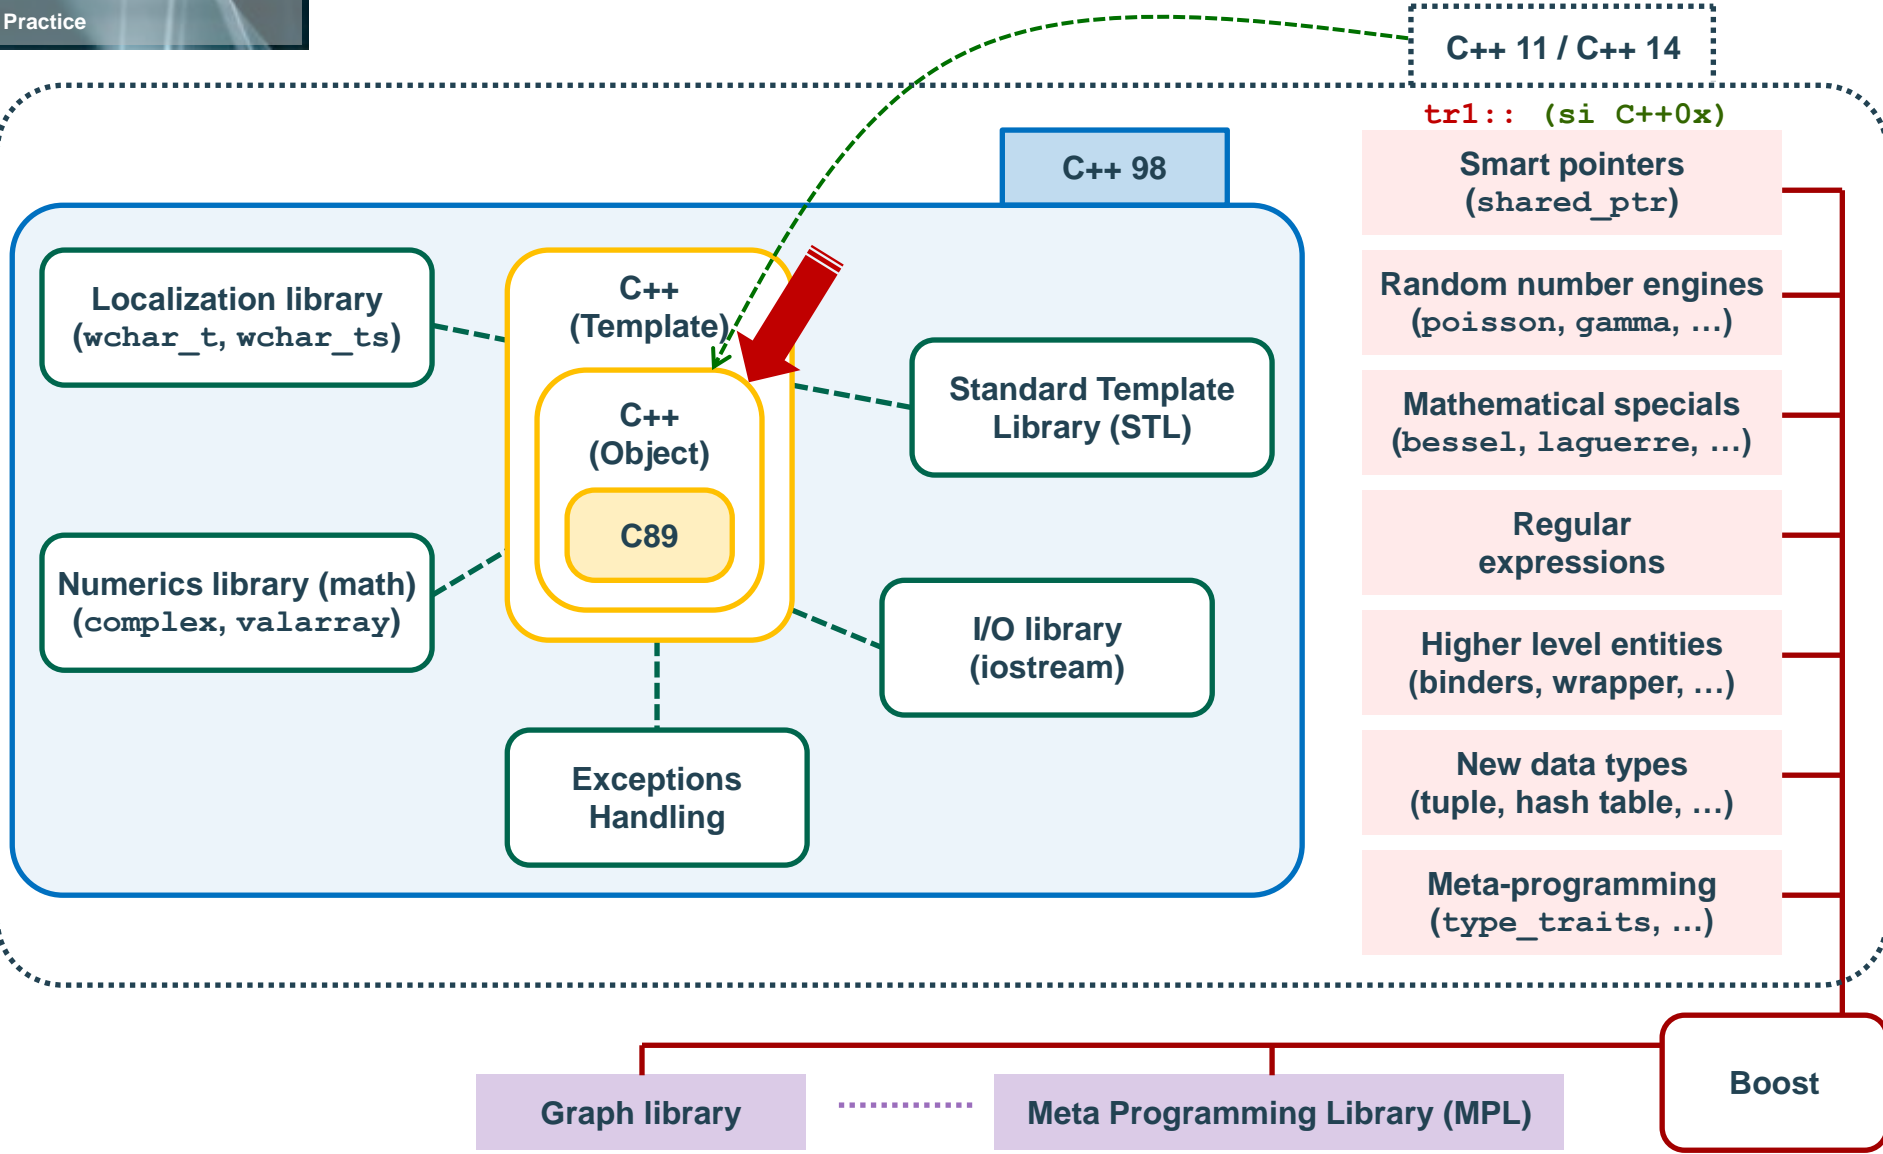 Practice
C++ 11 / C++ 14
tr1:: (si C++0x)
C++ 98
Smart pointers
(shared_ptr)
Random number engines
(poisson, gamma, ...)
Mathematical specials
(bessel, laguerre, ...)
Regular
expressions
Higher level entities
(binders, wrapper, ...)
New data types
(tuple, hash table, ...)
Meta-programming
(type_traits, ...)
Localization library
(wchar_t, wchar_ts)
C++
(Template)
C++
(Object)
C89
Standard Template
Library (STL)
Numerics library (math)
(complex, valarray)
I/O library
(iostream)
Exceptions
Handling
Boost
Graph library
Meta Programming Library (MPL)